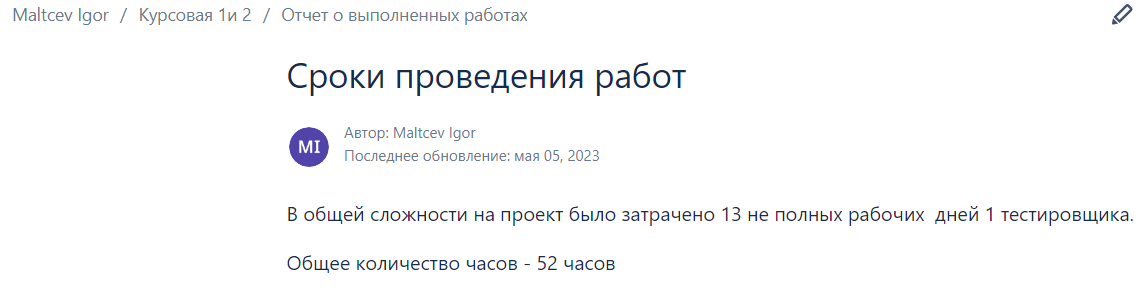 Maltcev Igor / Курсовая 1и 2 / Отчет о выполненных работах
Сроки проведения работ
MI
Автор: Maltcev Igor
Последнее обновление: мая 05, 2023
В общей сложности на проект было затрачено 13 не полных рабочих  дней 1 тестировщика.
Общее количество часов - 52 часов